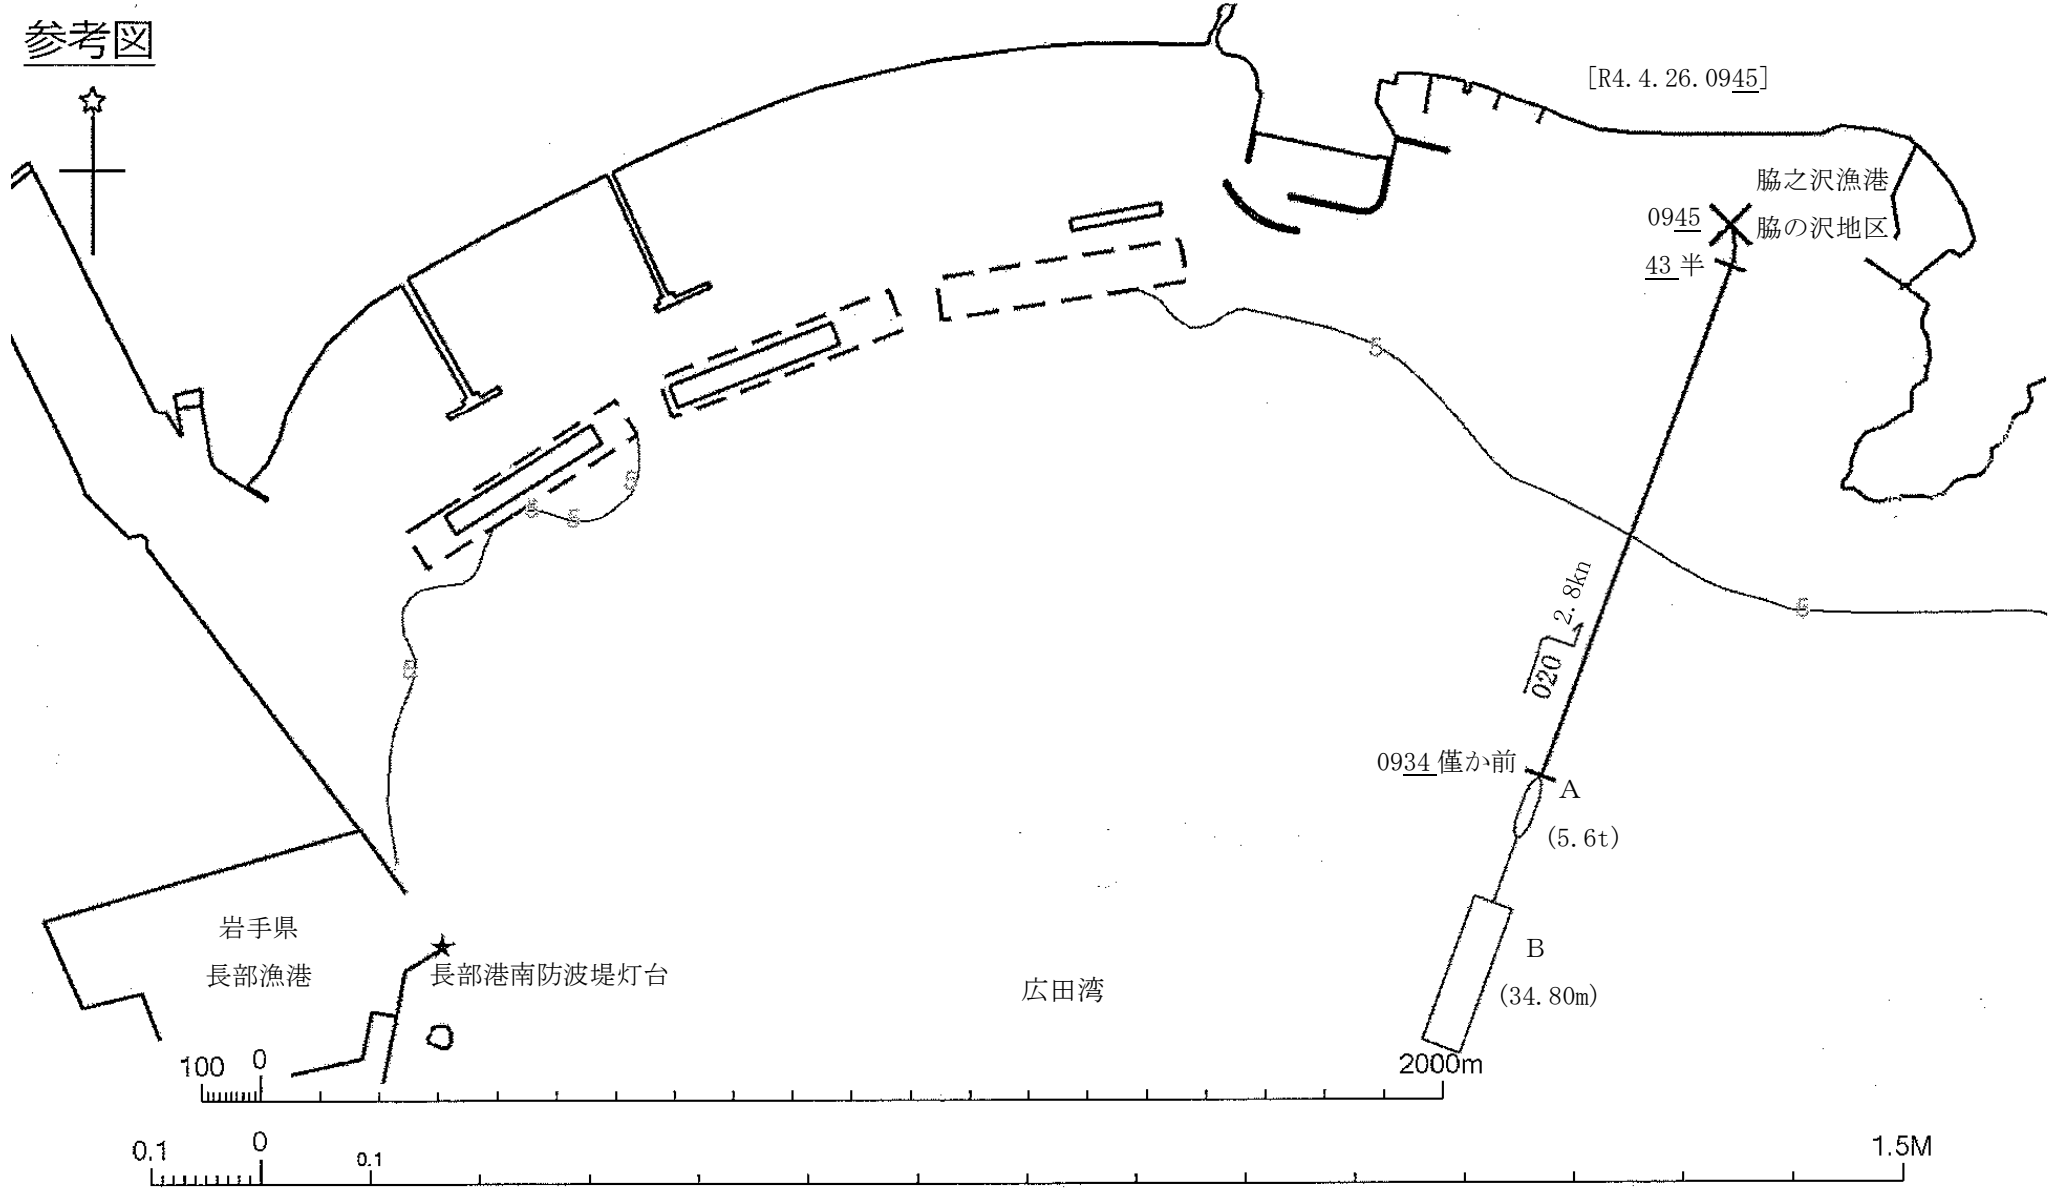 参考図
[R4.4.26.0945]
脇之沢漁港
0945
脇の沢地区
43半
5
5
5
5
5
2.8kn
5
020
5
0934僅か前
A
(5.6t)
岩手県
長部漁港
長部港南防波堤灯台
B
(34.80m)
広田湾
100 0 2000m
0.1 0 0.1 1.5M